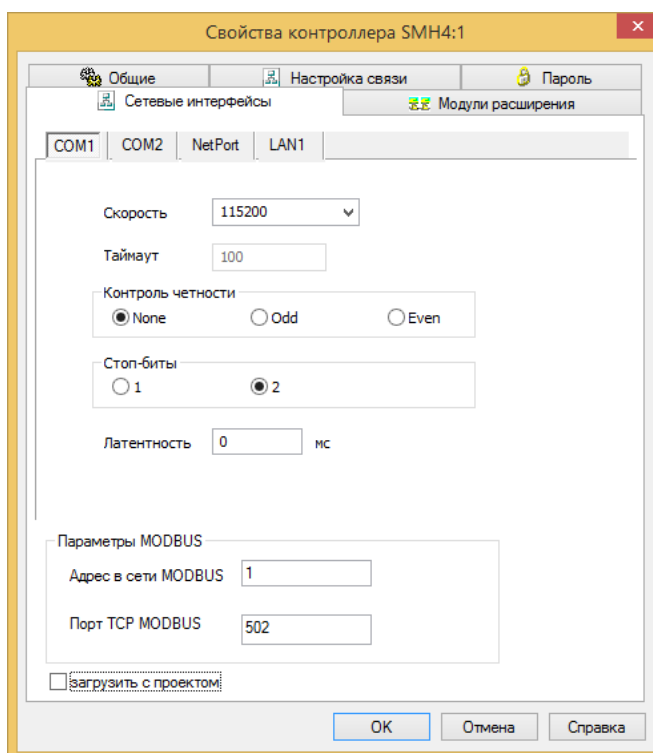 Свойства контроллера SMH4:1
Общие
Настройка связи
Пароль
Сетевые интерфейсы
Модули расширения
COM1
COM2
NetPort
LAN1
Скорость
115200
Таймаут
100
Контроль четности
None
Odd
Even
Стоп-биты
1
2
Латентность
0
мс
Параметры MODBUS
Адрес в сети MODBUS
1
Порт TCP MODBUS
502
загрузить с проектом
OK
Отмена
Справка